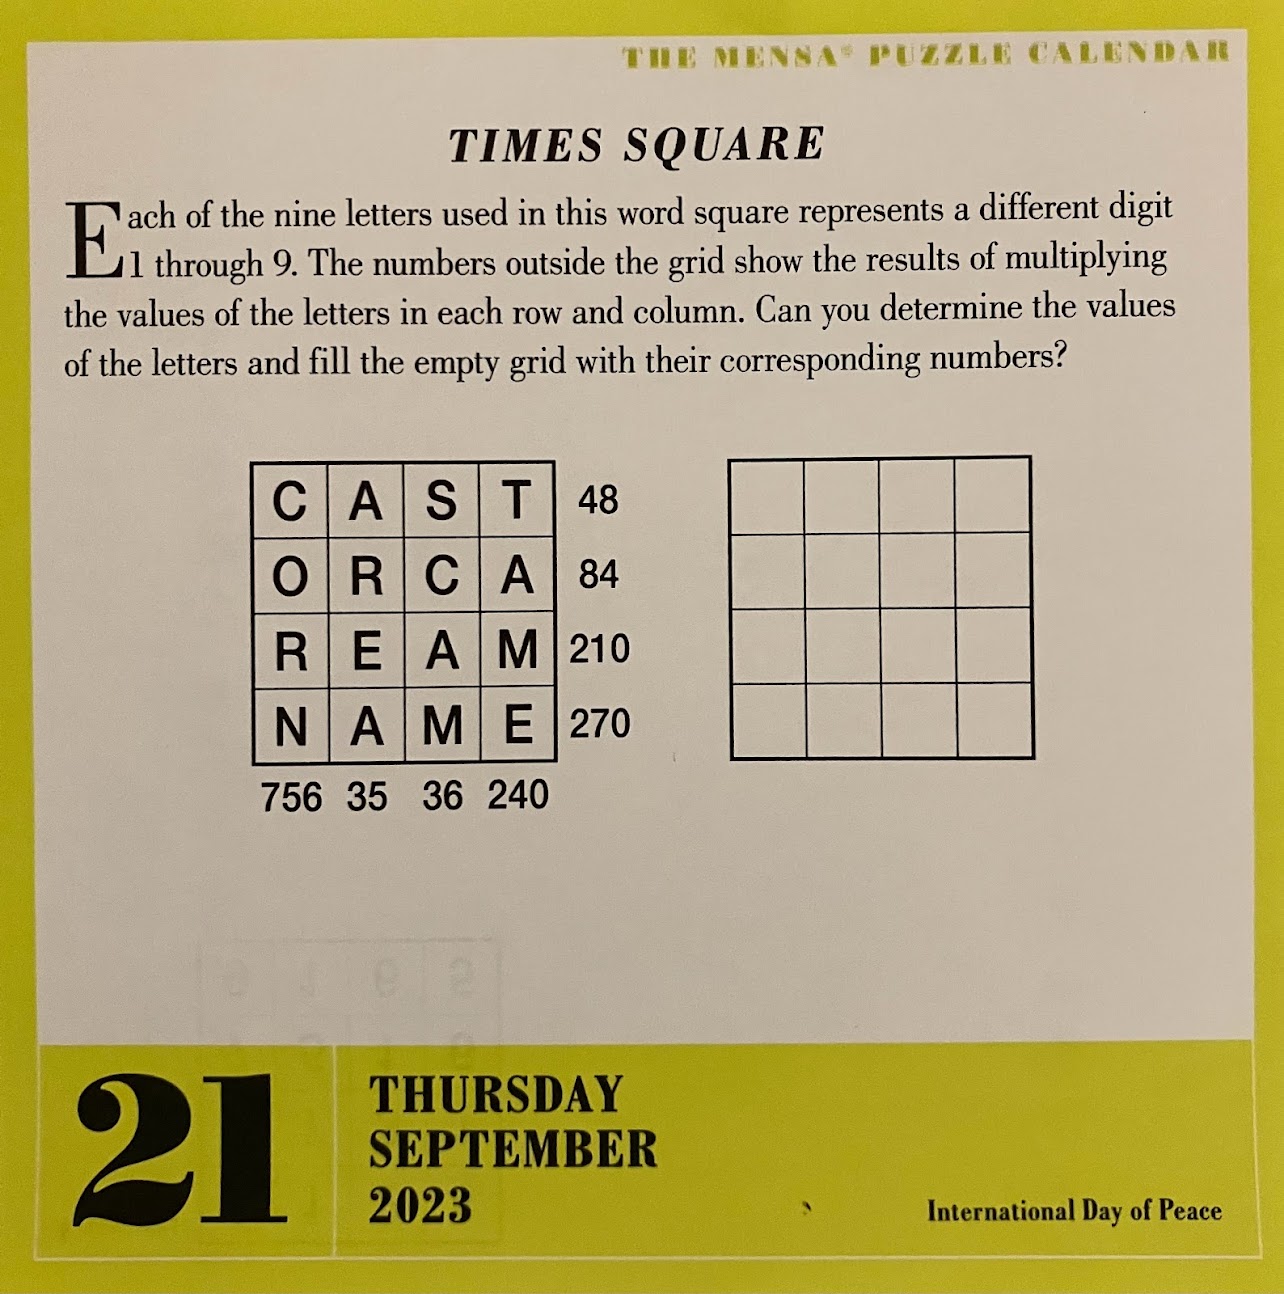 THE MENSA® PUZZLE CALENDAR
TIMES SQUARE
Each of the nine letters used in this word square represents a different digit
1 through 9. The numbers outside the grid show the results of multiplying
the values of the letters in each row and column. Can you determine the values
of the letters and fill the empty grid with their corresponding numbers?
C A S T 48
O R C A 84
R E A M 210
N A M E 270
756 35 36 240
21
THURSDAY
SEPTEMBER
2023
International Day of Peace